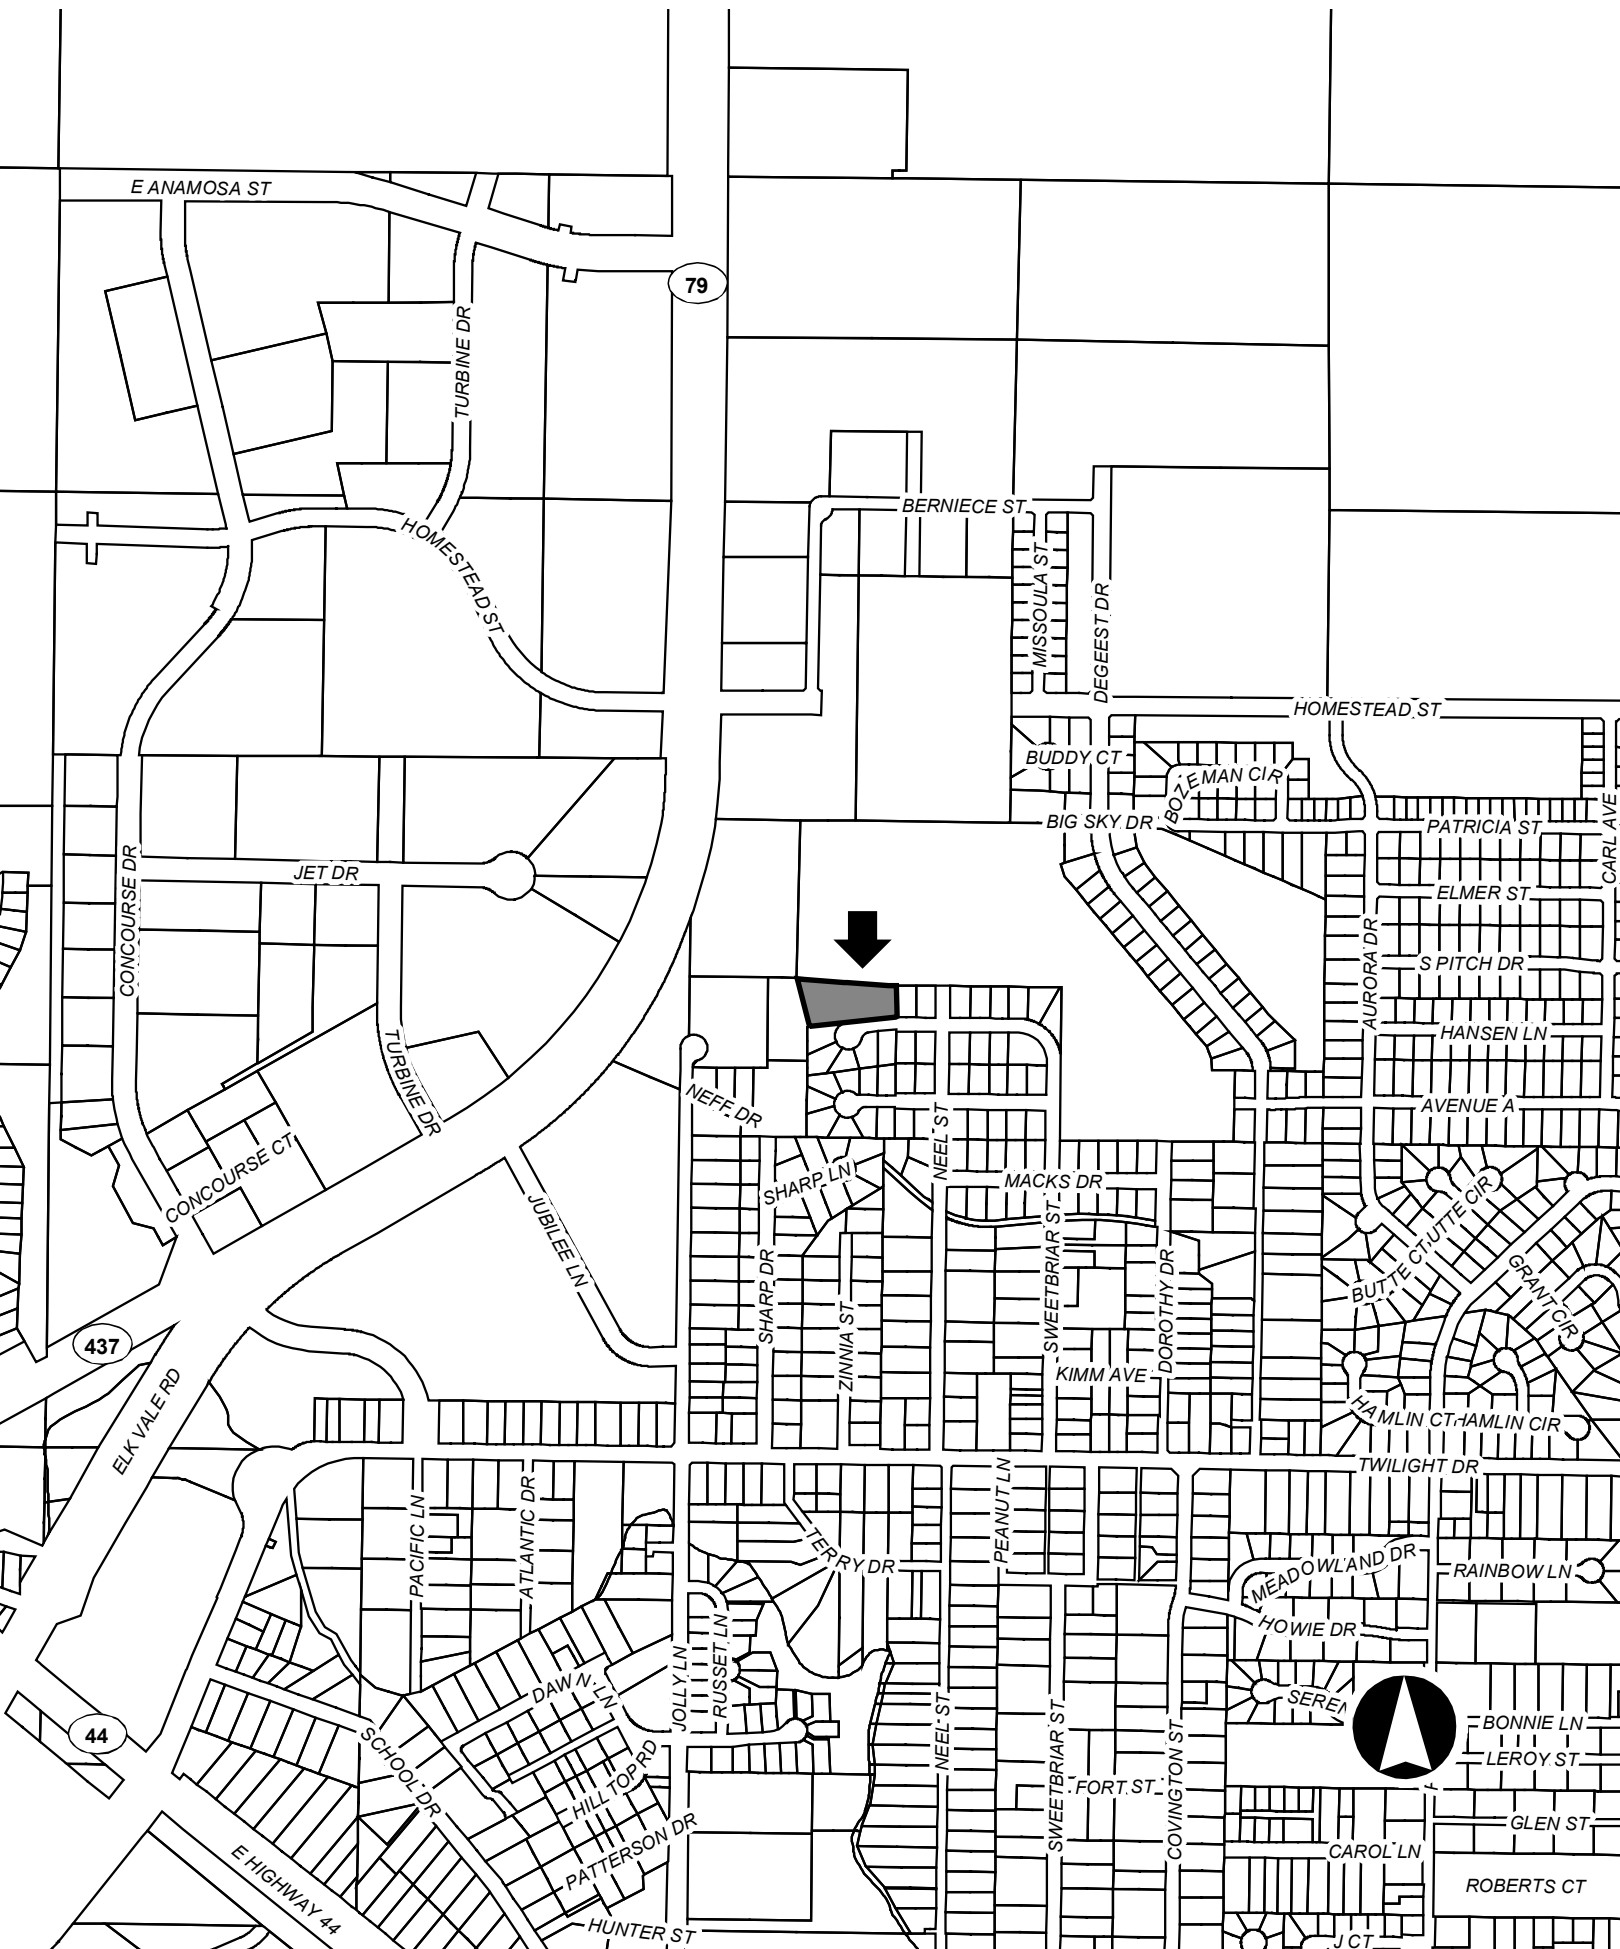 E ANAMOSA ST
79
TURBINE DR
BERNIECE ST
HOMESTEAD ST
MISSOULA ST
DEGEEST DR
HOMESTEAD ST
BUDDY CT
BOZEMAN CIR
BIG SKY DR
PATRICIA ST
CARL AVE
JET DR
CONCOURSE DR
ELMER ST
AURORA DR
S PITCH DR
HANSEN LN
TURBINE DR
NEFF DR
AVENUE A
NEEL ST
CONCOURSE CT
SHARP LN
MACKS DR
JUBILEE LN
SWEETBRIAR ST
BUTTE CT
BUTTE CIR
SHARP DR
DOROTHY DR
GRANT CIR
ZINNIA ST
437
KIMM AVE
ELK VALE RD
HAMLIN CT
HAMLIN CIR
TWILIGHT DR
PACIFIC LN
ATLANTIC DR
PEANUT LN
TERRY DR
MEADOWLAND DR
RAINBOW LN
HOWIE DR
DAWN LN
JOLLY LN
RUSSET LN
SEREN
44
SCHOOL DR
NEEL ST
SWEETBRIAR ST
COVINGTON ST
BONNIE LN
LEROY ST
HILL TOP RD
FORT ST
GLEN ST
PATTERSON DR
CAROL LN
E HIGHWAY 44
ROBERTS CT
HUNTER ST
J CT